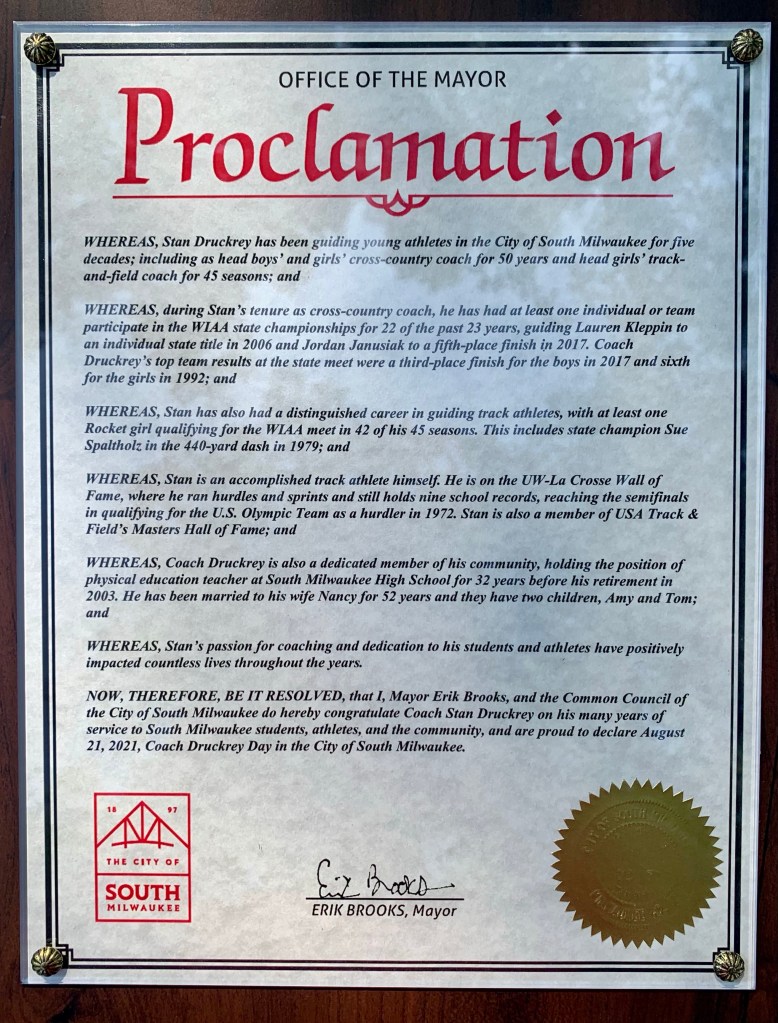 OFFICE OF THE MAYOR
Proclamation
WHEREAS, Stan Druckrey has been guiding young athletes in the City of South Milwaukee for five
decades; including as head boys' and girls' cross-country coach for 50 years and head girls' track-
and-field coach for 45 seasons; and
WHEREAS, during Stan's tenure as cross-country coach, he has had at least one individual or team
participate in the WIAA state championships for 22 of the past 23 years, guiding Lauren Kleppin to
an individual state title in 2006 and Jordan Janusiak to a fifth-place finish in 2017. Coach
Druckrey's top team results at the state meet were a third-place finish for the boys in 2017 and sixth
for the girls in 1992; and
WHEREAS, Stan has also had a distinguished career in guiding track athletes, with at least one
Rocket girl qualifying for the WIAA meet in 42 of his 45 seasons. This includes state champion Sue
Spaltholz in the 440-yard dash in 1979; and
WHEREAS, Stan is an accomplished track athlete himself. He is on the UW-La Crosse Wall of
Fame, where he ran hurdles and sprints and still holds nine school records, reaching the semifinals
in qualifying for the U.S. Olympic Team as a hurdler in 1972. Stan is also a member of USA Track &
Field's Masters Hall of Fame; and
WHEREAS, Coach Druckrey is also a dedicated member of his community, holding the position of
physical education teacher at South Milwaukee High School for 32 years before his retirement in
2003. He has been married to his wife Nancy for 52 years and they have two children, Amy and Tom;
and
WHEREAS, Stan's passion for coaching and dedication to his students and athletes have positively
impacted countless lives throughout the years.
NOW, THEREFORE, BE IT RESOLVED, that I, Mayor Erik Brooks, and the Common Council of
the City of South Milwaukee do hereby congratulate Coach Stan Druckrey on his many years of
service to South Milwaukee students, athletes, and the community, and are proud to declare August
21, 2021, Coach Druckrey Day in the City of South Milwaukee.
18 97
THE CITY OF
SOUTH
MILWAUKEE
Erik Brooks
ERIK BROOKS, Mayor